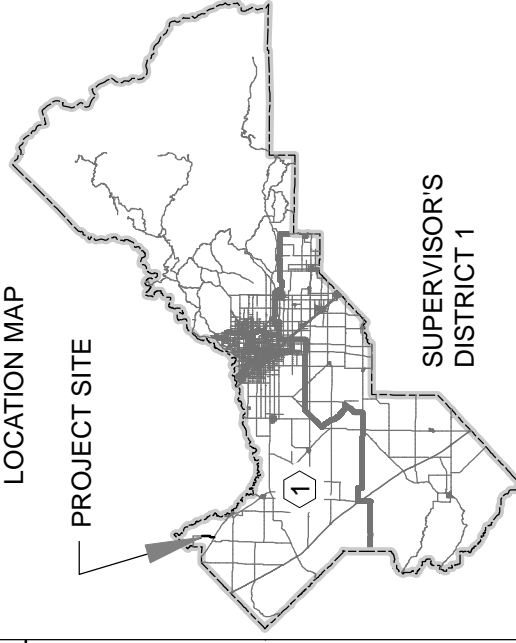 LOCATION MAP
PROJECT SITE
1
SUPERVISOR'S
DISTRICT 1